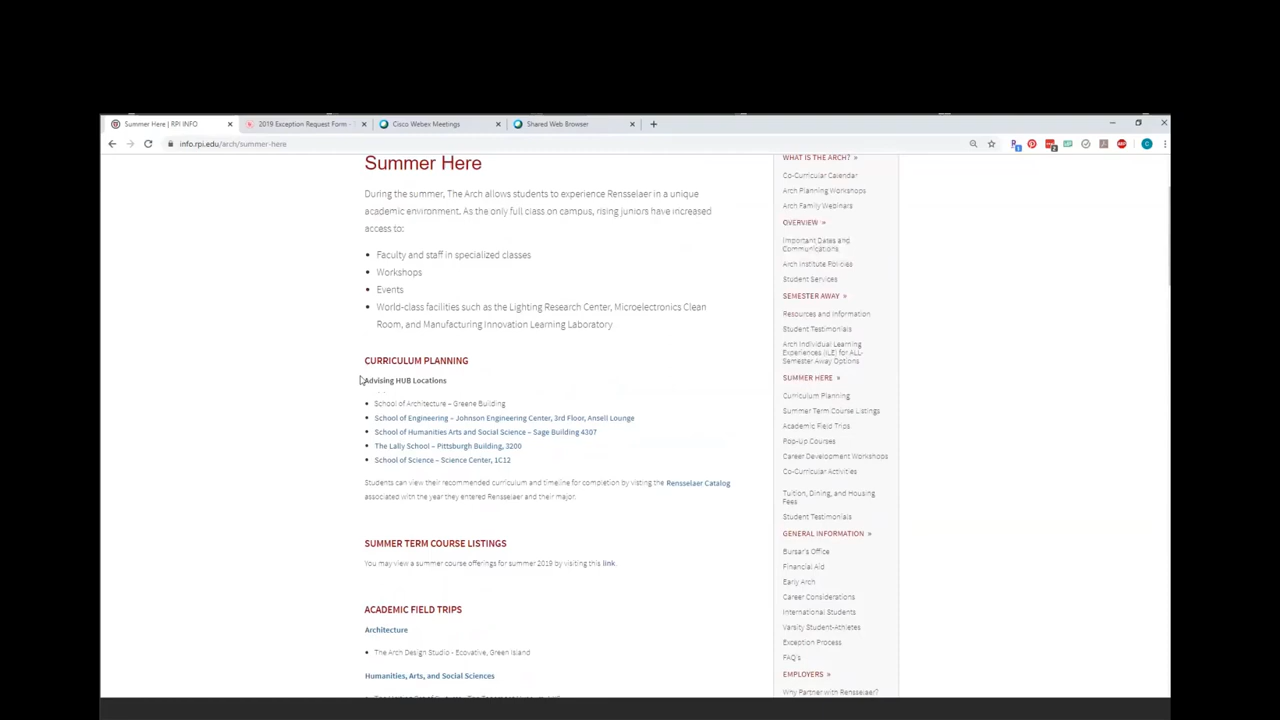 Summer Here | RPI INFO
2019 Exception Request Form -
Cisco Webex Meetings
Shared Web Browser
info.rpi.edu/arch/summer-here
Summer Here
During the summer, The Arch allows students to experience Rensselaer in a unique
academic environment. As the only full class on campus, rising juniors have increased
access to:
Faculty and staff in specialized classes
Workshops
Events
World-class facilities such as the Lighting Research Center, Microelectronics Clean
Room, and Manufacturing Innovation Learning Laboratory
CURRICULUM PLANNING
Advising HUB Locations
School of Architecture – Greene Building
School of Engineering – Johnson Engineering Center, 3rd Floor, Ansell Lounge
School of Humanities Arts and Social Science – Sage Building 4307
The Lally School – Pittsburgh Building, 3200
School of Science – Science Center, 1C12
Students can view their recommended curriculum and timeline for completion by visting the Rensselaer Catalog
associated with the year they entered Rensselaer and their major.
SUMMER TERM COURSE LISTINGS
You may view a summer course offerings for summer 2019 by visiting this link.
ACADEMIC FIELD TRIPS
Architecture
The Arch Design Studio - Ecovative, Green Island
Humanities, Arts, and Social Sciences
WHAT IS THE ARCH? »
Co-Curricular Calendar
Arch Planning Workshops
Arch Family Webinars
OVERVIEW »
Important Dates and
Communications
Arch Institute Policies
Student Services
SEMESTER AWAY »
Resources and Information
Student Testimonials
Arch Individual Learning
Experiences (ILE) for ALL-
Semester Away Options
SUMMER HERE »
Curriculum Planning
Summer Term Course Listings
Academic Field Trips
Pop-Up Courses
Career Development Workshops
Co-Curricular Activities
Tuition, Dining, and Housing
Fees
Student Testimonials
GENERAL INFORMATION »
Bursar's Office
Financial Aid
Early Arch
Career Considerations
International Students
Varsity Student-Athletes
Exception Process
FAQ's
EMPLOYERS »
Why Partner with Rensselaer?